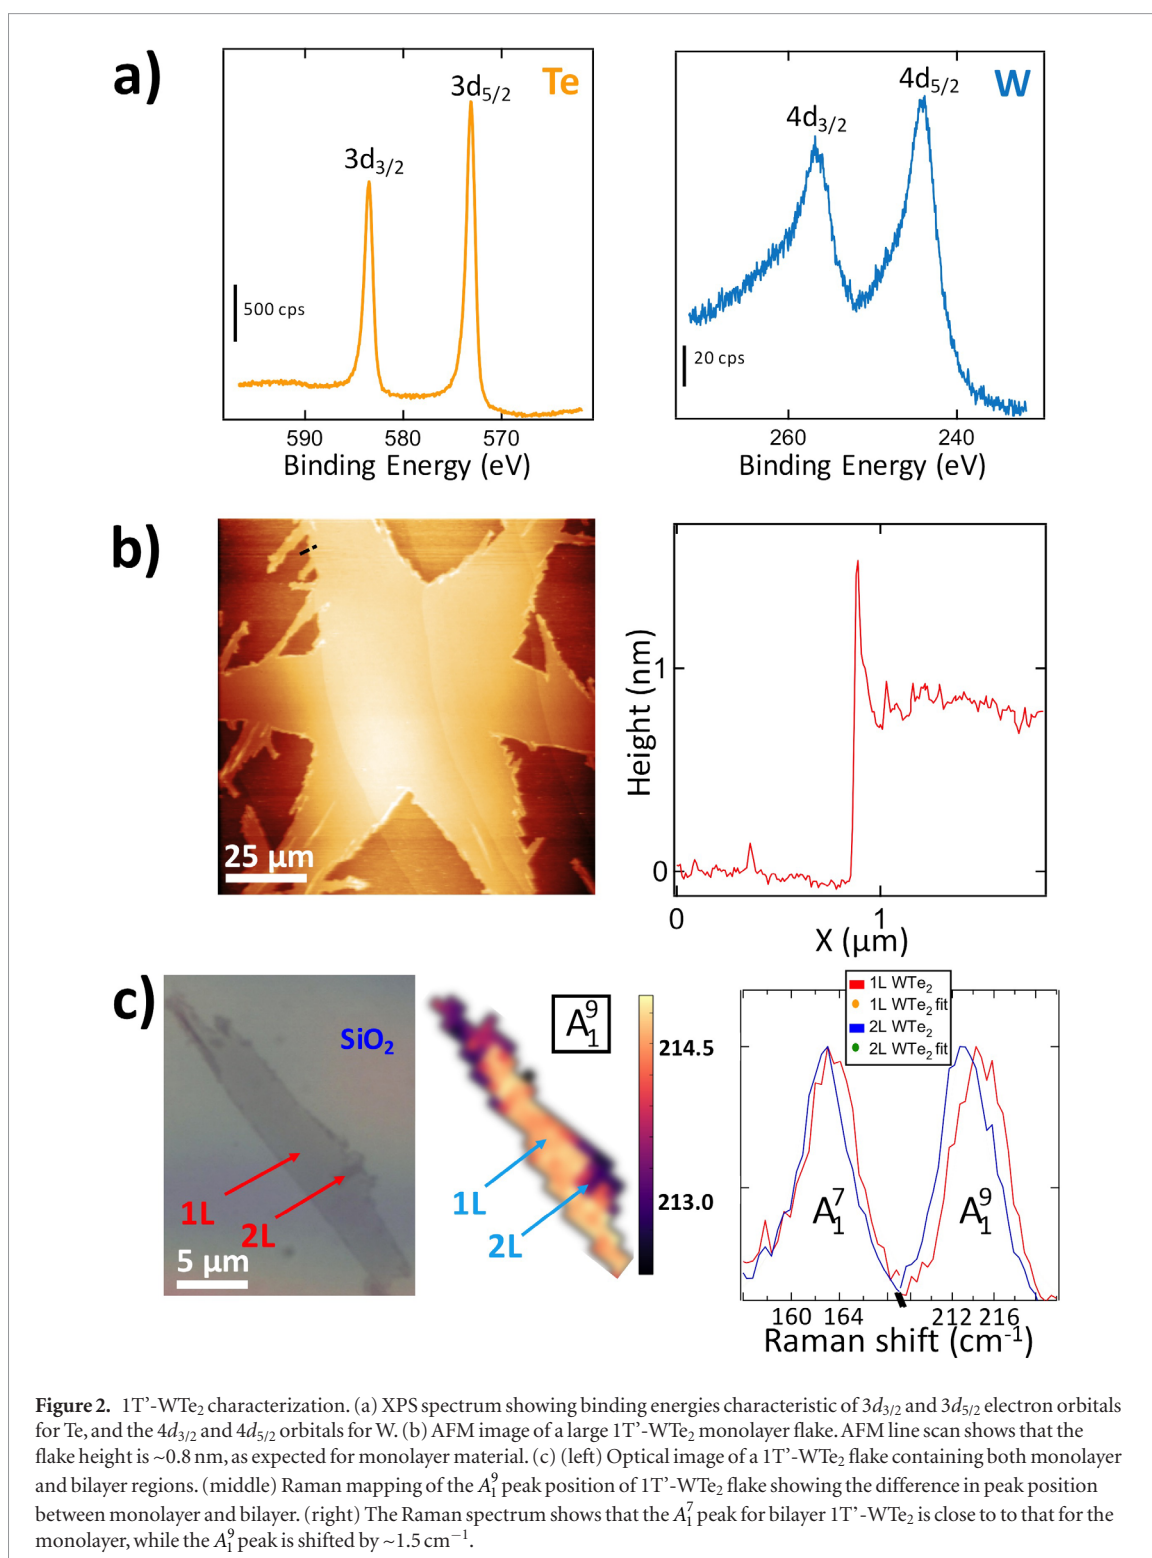 a)
Te
3d5/2
3d3/2
500 cps
590 580 570
Binding Energy (eV)
W
4d5/2
4d3/2
20 cps
260 240
Binding Energy (eV)
b)
25 µm
Height (nm)
1
0
0 1
X (µm)
c)
SiO2
1L
2L
5 µm
A19
214.5
213.0
1L
2L
1L WTe2
1L WTe2 fit
2L WTe2
2L WTe2 fit
A17
A19
160 164 212 216
Raman shift (cm-1)
Figure 2. 1T’-WTe2 characterization. (a) XPS spectrum showing binding energies characteristic of 3d3/2 and 3d5/2 electron orbitals
for Te, and the 4d3/2 and 4d5/2 orbitals for W. (b) AFM image of a large 1T’-WTe2 monolayer flake. AFM line scan shows that the
flake height is ~0.8 nm, as expected for monolayer material. (c) (left) Optical image of a 1T’-WTe2 flake containing both monolayer
and bilayer regions. (middle) Raman mapping of the A19 peak position of 1T’-WTe2 flake showing the difference in peak position
between monolayer and bilayer. (right) The Raman spectrum shows that the A17 peak for bilayer 1T’-WTe2 is close to to that for the
monolayer, while the A19 peak is shifted by ~1.5 cm−1.